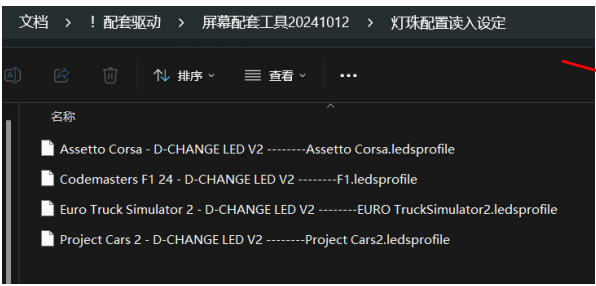 文档 > ！配套驱动 > 屏幕配套工具20241012 > 灯珠配置读入设定
A 排序 查看 •••
名称
Assetto Corsa - D-CHANGE LED V2 --------Assetto Corsa.ledsprofile
Codemasters F1 24 - D-CHANGE LED V2 --------F1.ledsprofile
Euro Truck Simulator 2 - D-CHANGE LED V2 --------EURO TruckSimulator2.ledsprofile
Project Cars 2 - D-CHANGE LED V2 --------Project Cars2.ledsprofile